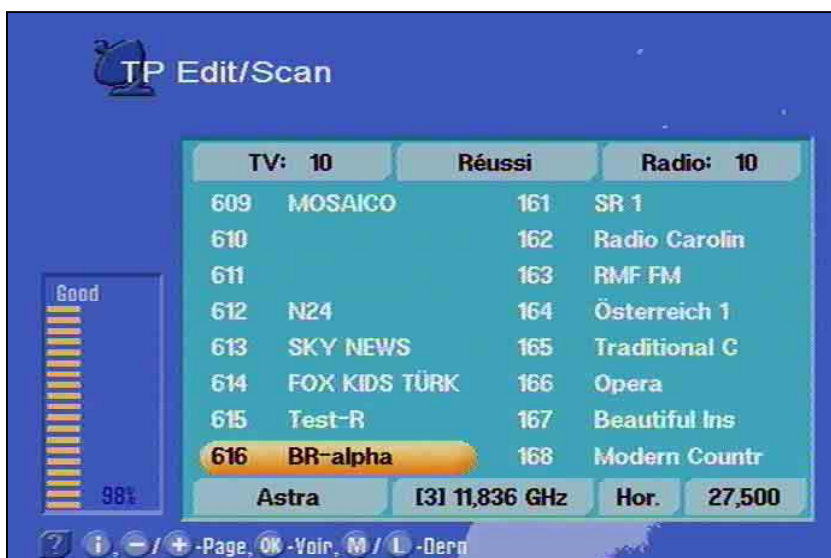 TP Edit/Scan
TV: 10 Réussi Radio: 10
609 MOSAICO 161 SR 1
610 162 Radio Carolin
611 163 RMF FM
612 N24 164 Österreich 1
613 SKY NEWS 165 Traditional C
614 FOX KIDS TÜRK 166 Opera
615 Test-R 167 Beautiful Ins
616 BR-alpha 168 Modern Countr
Good
98%
Astra [3] 11,836 GHz Hor. 27,500
? i, -/+ -Page, OK -Voir, M / L -Dern